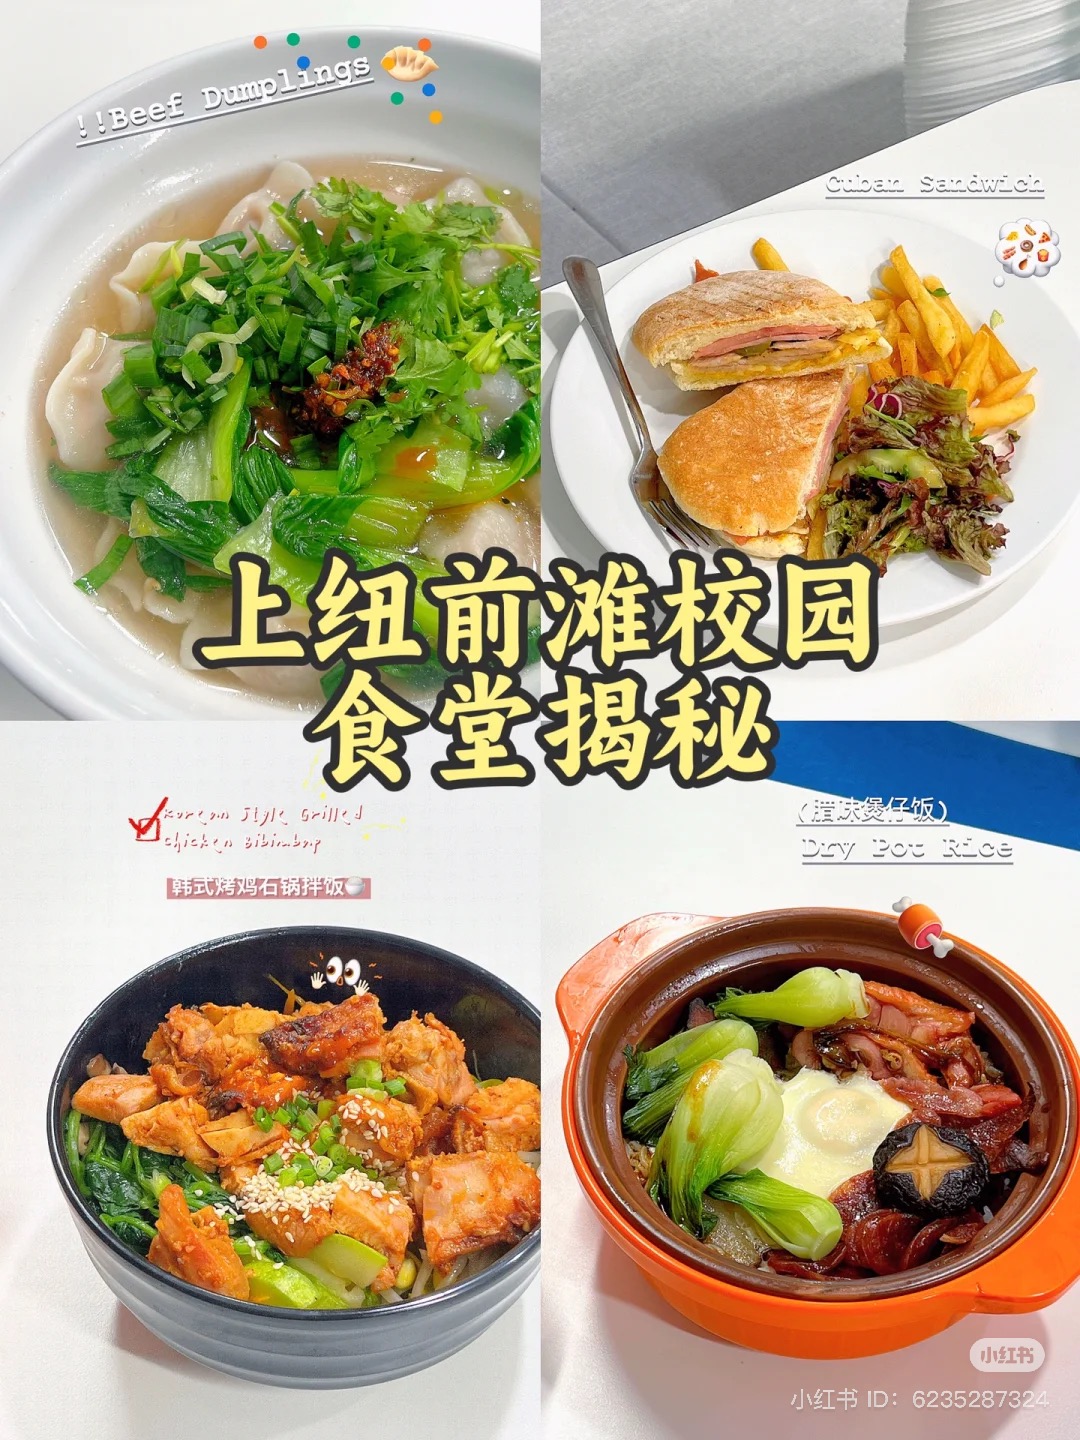 !!Beef Dumplings
Cuban Sandwich
上纽前滩校园
食堂揭秘
Korean Style Grilled
Chicken Bibimbap
韩式烤鸡石锅拌饭
(腊味煲仔饭)
Dry Pot Rice
小红书
小红书 ID: 6235287324